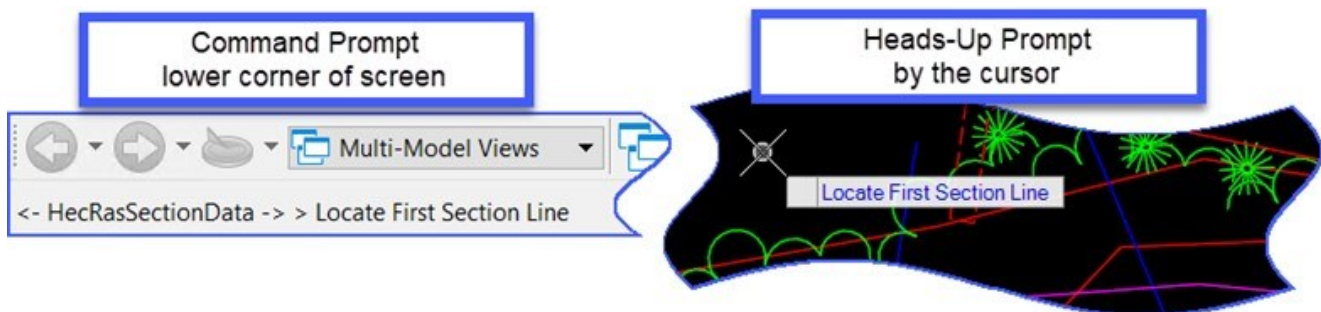 Command Prompt
lower corner of screen
Multi-Model Views
<- HecRasSectionData -> > Locate First Section Line
Heads-Up Prompt
by the cursor
Locate First Section Line